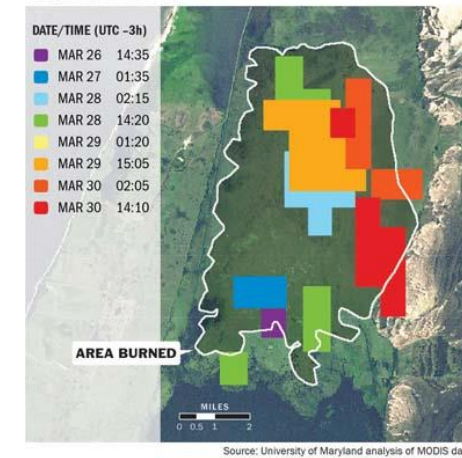 DATE/TIME (UTC –3h)
MAR 26 14:35
MAR 27 01:35
MAR 28 02:15
MAR 28 14:20
MAR 29 01:20
MAR 29 15:05
MAR 30 02:05
MAR 30 14:10
AREA BURNED
MILES
0 0.5 1 2
Source: University of Maryland analysis of MODIS da